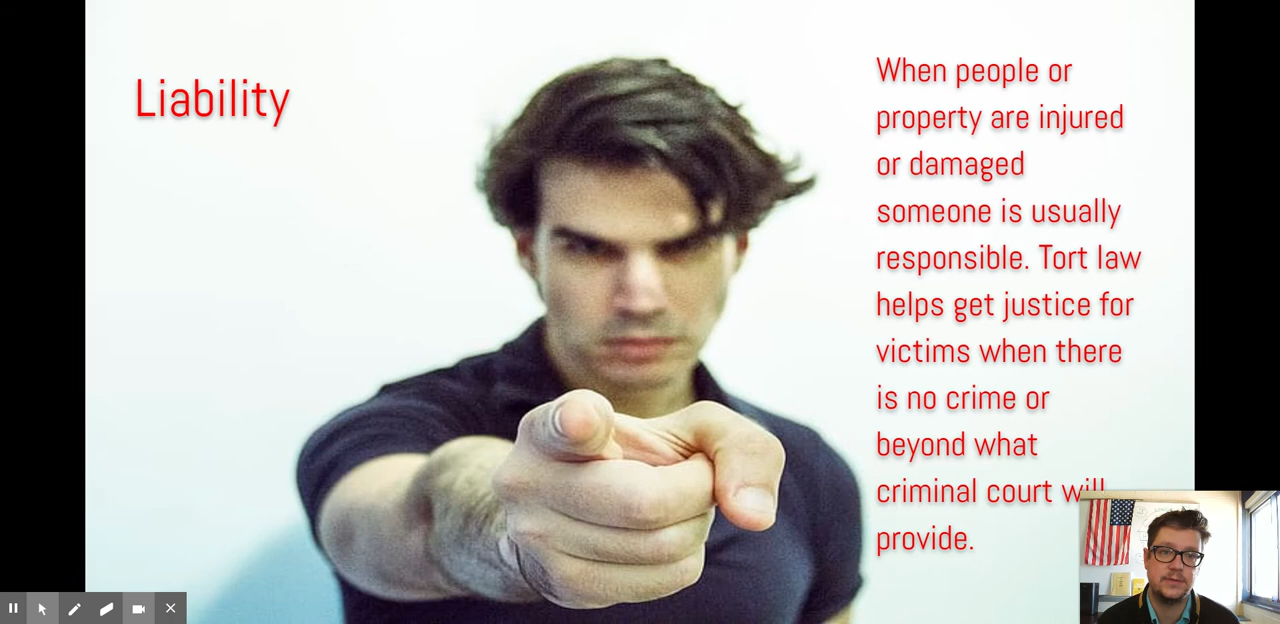 Liability
When people or
property are injured
or damaged
someone is usually
responsible. Tort law
helps get justice for
victims when there
is no crime or
beyond what
criminal court will
provide.